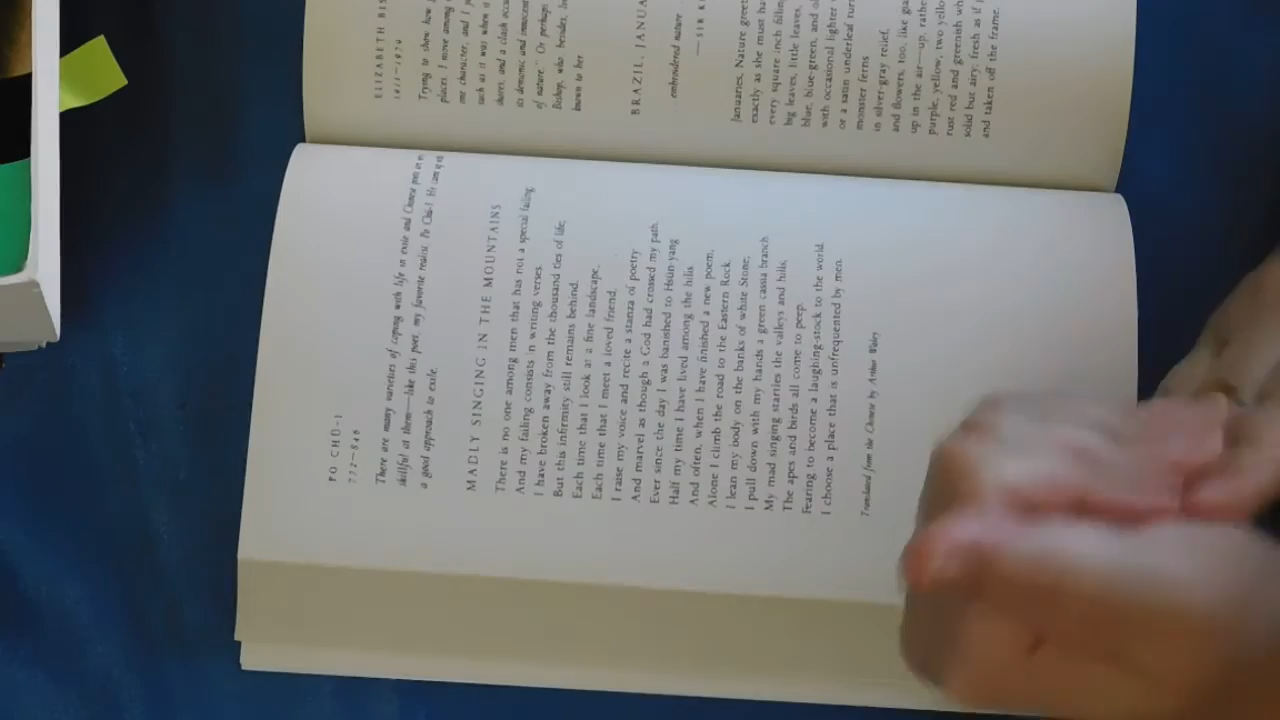 PO CHÜ-I
772–846
There are many varieties of coping with life in exile and Chinese poets
skillful at them—like this poet, my favorite realist Po Chü-I. He
a good approach to exile.
MADLY SINGING IN THE MOUNTAINS
There is no one among men that has not a special failing;
And my failing consists in writing verses.
I have broken away from the thousand ties of life;
But this infirmity still remains behind.
Each time that I look at a fine landscape,
Each time that I meet a loved friend,
I raise my voice and recite a stanza of poetry
And marvel as though a God had crossed my path.
Ever since the day I was banished to Hsün-yang
Half my time I have lived among the hills.
And often, when I have finished a new poem,
Alone I climb the road to the Eastern Rock.
I lean my body on the banks of white Stone;
I pull down with my hands a green cassia branch.
My mad singing startles the valleys and hills;
The apes and birds all come to peep.
Fearing to become a laughing-stock to the world,
I choose a place that is unfrequented by men.
Translated from the Chinese by Arthur Waley
ELIZABETH BIS
1911–1979
Trying to show how
places. I move among
me character, and I
such as it was when it
shares, and a clash
its demonic and innocent
of nature." Or perhaps
Bishop, who besides,
known to her
BRAZIL, JANUA
embroidered nature
—SIR K
Januaries, Nature greet
exactly as she must ha
every square inch filling
big leaves, little leaves,
blue, blue-green, and ol
with occasional lighter
or a satin underleaf turn
monster ferns
in silver-gray relief,
and flowers, too, like gia
up in the air—up, rathe
purple, yellow, two yello
rust red and greenish wh
solid but airy; fresh as if
and taken off the frame.